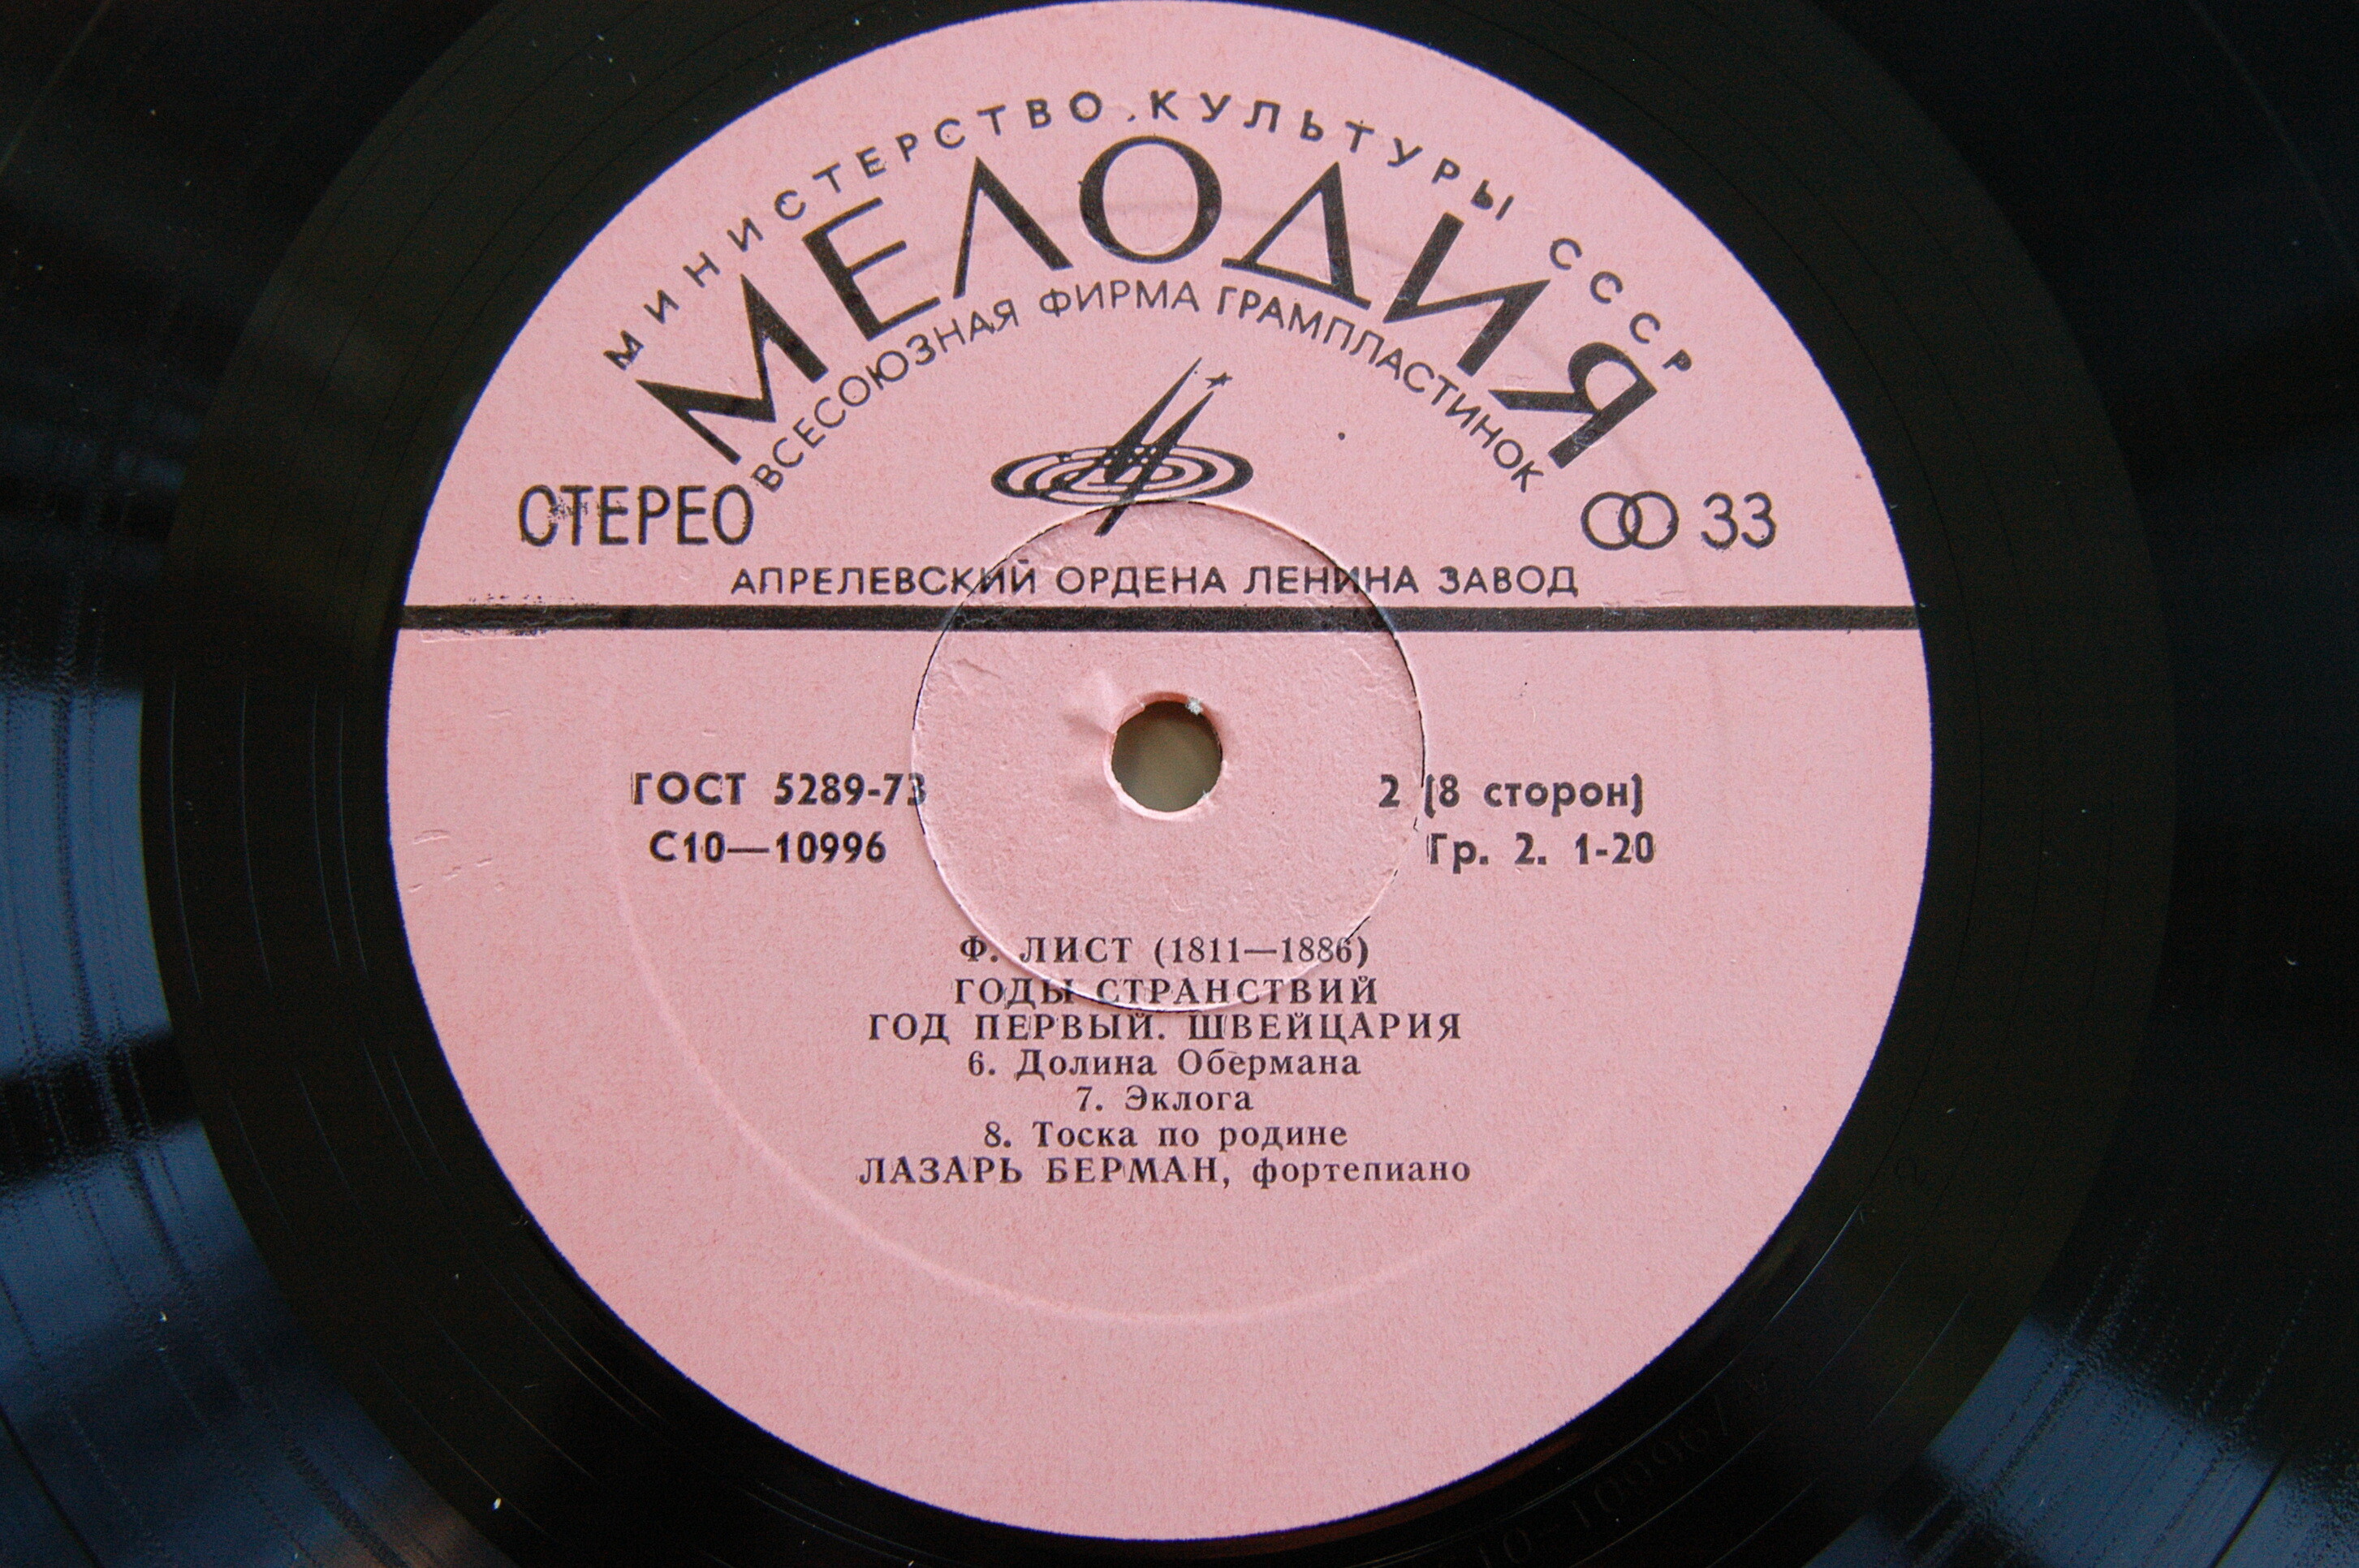 МИНИСТЕРСТВО КУЛЬТУРЫ СССР
МЕЛОДИЯ
ВСЕСОЮЗНАЯ ФИРМА ГРАМПЛАСТИНОК
СТЕРЕО
33
АПРЕЛЕВСКИЙ ОРДЕНА ЛЕНИНА ЗАВОД
ГОСТ 5289-73
2 (8 сторон)
С10—10996
Гр. 2. 1-20
Ф. ЛИСТ (1811—1886)
ГОДЫ СТРАНСТВИЙ
ГОД ПЕРВЫЙ. ШВЕЙЦАРИЯ
6. Долина Обермана
7. Эклога
8. Тоска по родине
ЛАЗАРЬ БЕРМАН, фортепиано